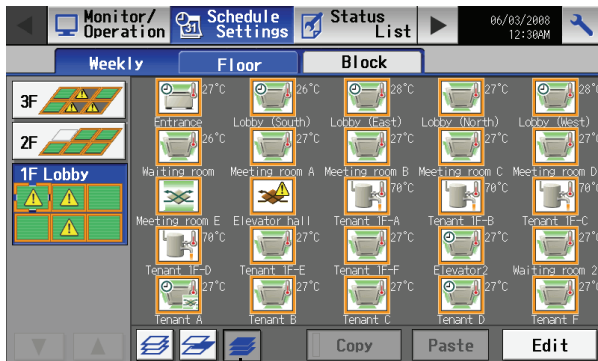 Monitor/
Operation
31
Schedule
Settings
Status
List
06/03/2008
12:30AM
Weekly
Floor
Block
3F
2F
1F Lobby
27°C 26°C 28°C 27°C 28°
Entrance Lobby (South) Lobby (East) Lobby (North) Lobby (West)
26°C 27°C 27°C 27°C 27°
Waiting room Meeting room A Meeting room B Meeting room C Meeting room D
70°C 70°C 70°
Meeting room E Elevator hall Tenant 1F-A Tenant 1F-B Tenant 1F-C
70°C 27°C 27°C 27°C 27°
Tenant 1F-D Tenant 1F-E Tenant 1F-F Elevator2 Waiting room 2
27°C 27°C 27°C 27°C 27°
Tenant A Tenant B Tenant C Tenant D Tenant F
Copy
Paste
Edit